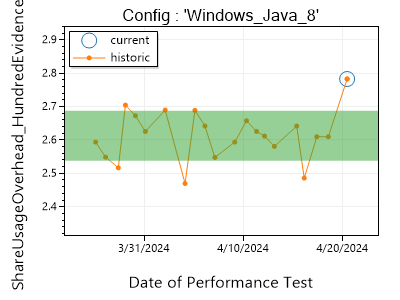 Config : 'Windows_Java_8'
ShareUsageOverhead_HundredEvidence
current
historic
2.9
2.8
2.7
2.6
2.5
2.4
3/31/2024
4/10/2024
4/20/2024
Date of Performance Test